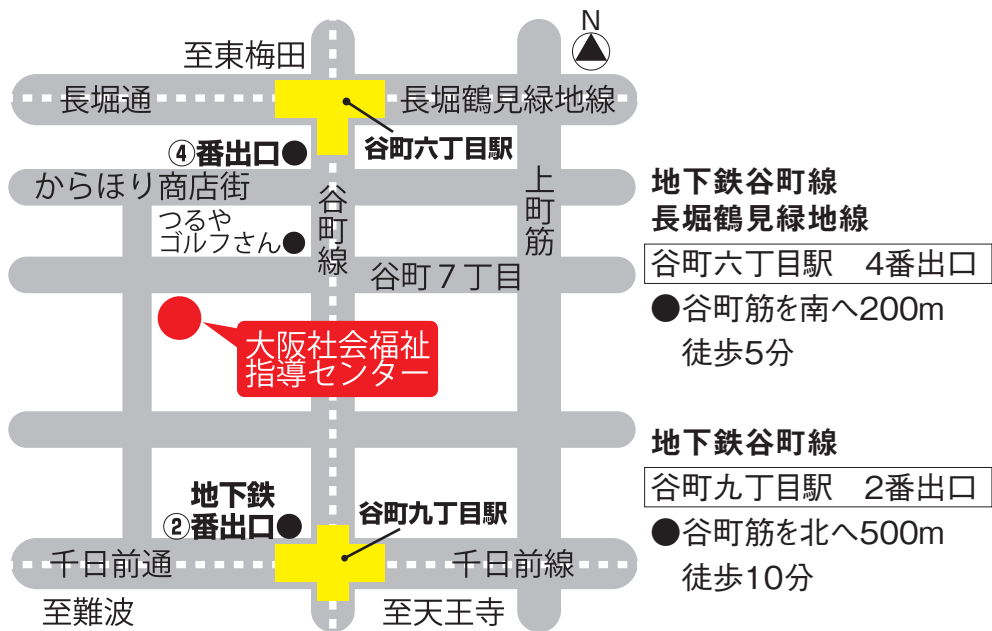 N
至東梅田
長堀通
長堀鶴見緑地線
谷町六丁目駅
④番出口●
からほり商店街
谷町線
上町筋
つるや
ゴルフさん●
谷町7丁目
大阪社会福祉
指導センター
地下鉄
②番出口●
谷町九丁目駅
千日前通
千日前線
至難波
至天王寺
地下鉄谷町線
長堀鶴見緑地線
谷町六丁目駅　4番出口
●谷町筋を南へ200m
徒歩5分
地下鉄谷町線
谷町九丁目駅　2番出口
●谷町筋を北へ500m
徒歩10分